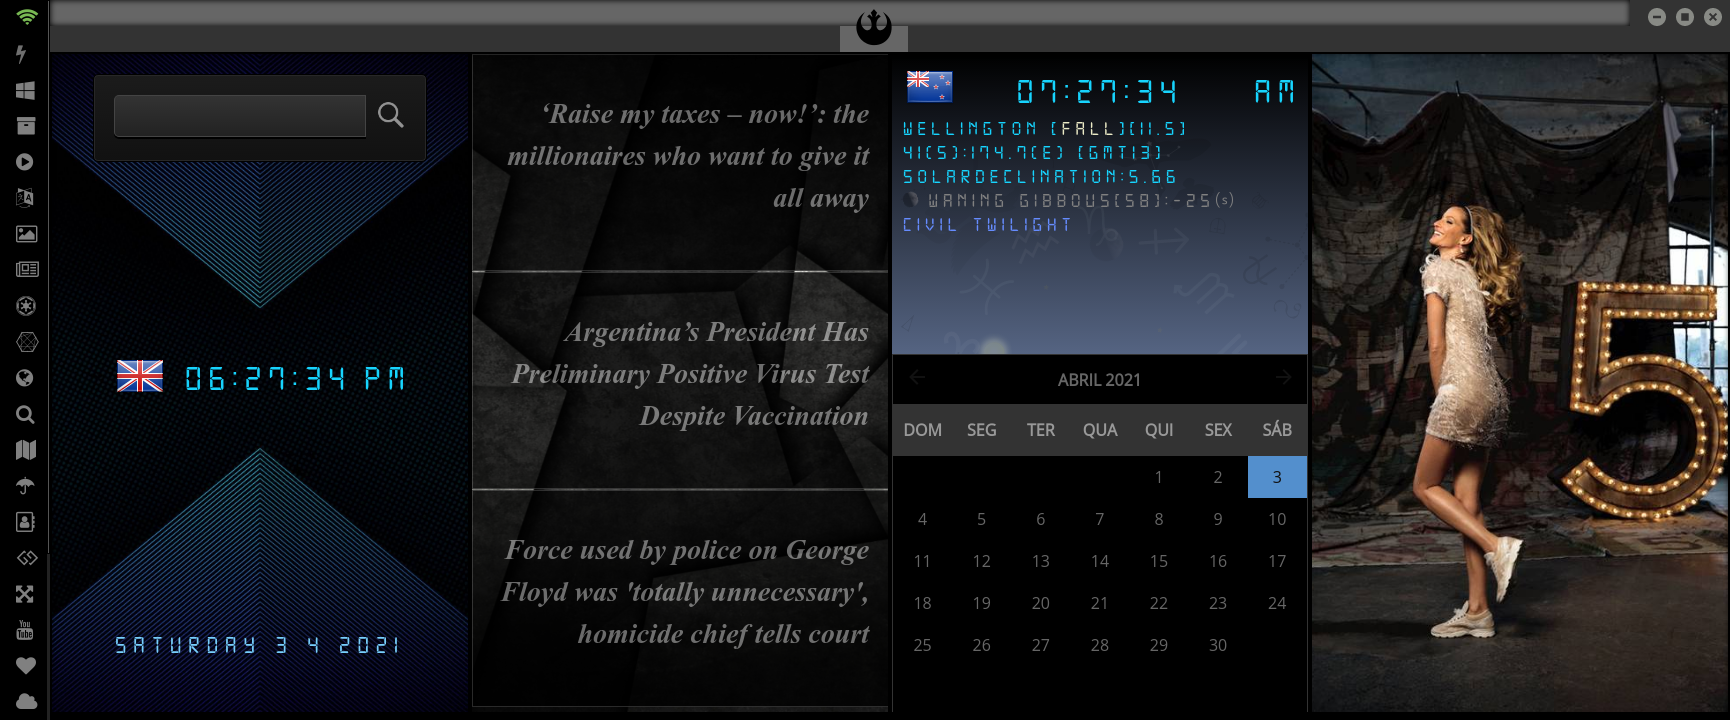 ‘Raise my taxes – now!’: the
millionaires who want to give it
all away
Argentina’s President Has
Preliminary Positive Virus Test
Despite Vaccination
Force used by police on George
Floyd was 'totally unnecessary',
homicide chief tells court
06:27:34 PM
SATURDAY 3 4 2021
07:27:34 AM
WELLINGTON [FALL][11.5]
41(S):174.7(E) [GMT13]
SOLARDECLINATION:5.66
WANING GIBBOUS[58]:-25(s)
CIVIL TWILIGHT
ABRIL 2021
DOM SEG TER QUA QUI SEX SÁB
1 2 3
4 5 6 7 8 9 10
11 12 13 14 15 16 17
18 19 20 21 22 23 24
25 26 27 28 29 30
5
You
Tube